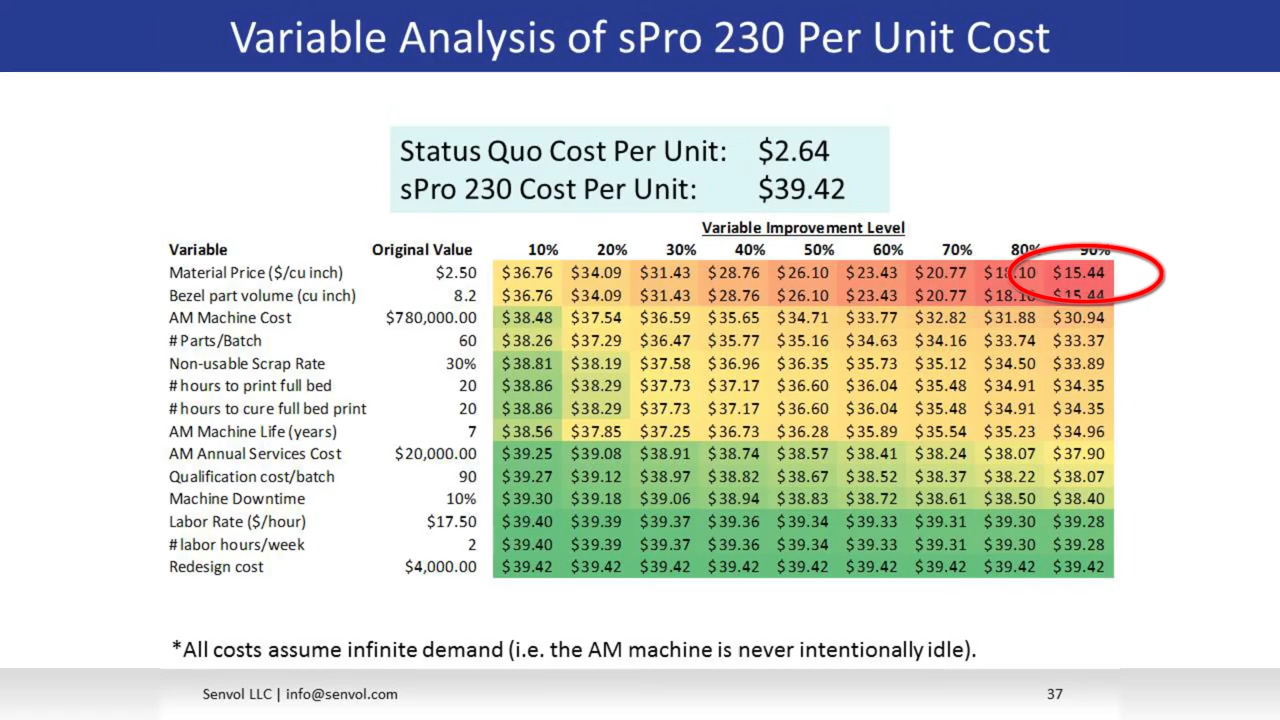 Variable Analysis of sPro 230 Per Unit Cost
Status Quo Cost Per Unit: $2.64
sPro 230 Cost Per Unit: $39.42
Variable Improvement Level
Variable Original Value 10% 20% 30% 40% 50% 60% 70% 80% 90%
Material Price ($/cu inch) $2.50 $36.76 $34.09 $31.43 $28.76 $26.10 $23.43 $20.77 $18.10 $15.44
Bezel part volume (cu inch) 8.2 $36.76 $34.09 $31.43 $28.76 $26.10 $23.43 $20.77 $18.10 $15.44
AM Machine Cost $780,000.00 $38.48 $37.54 $36.59 $35.65 $34.71 $33.77 $32.82 $31.88 $30.94
# Parts/Batch 60 $38.26 $37.29 $36.47 $35.77 $35.16 $34.63 $34.16 $33.74 $33.37
Non-usable Scrap Rate 30% $38.81 $38.19 $37.58 $36.96 $36.35 $35.73 $35.12 $34.50 $33.89
# hours to print full bed 20 $38.86 $38.29 $37.73 $37.17 $36.60 $36.04 $35.48 $34.91 $34.35
# hours to cure full bed print 20 $38.86 $38.29 $37.73 $37.17 $36.60 $36.04 $35.48 $34.91 $34.35
AM Machine Life (years) 7 $38.56 $37.85 $37.25 $36.73 $36.28 $35.89 $35.54 $35.23 $34.96
AM Annual Services Cost $20,000.00 $39.25 $39.08 $38.91 $38.74 $38.57 $38.41 $38.24 $38.07 $37.90
Qualification cost/batch 90 $39.27 $39.12 $38.97 $38.82 $38.67 $38.52 $38.37 $38.22 $38.07
Machine Downtime 10% $39.30 $39.18 $39.06 $38.94 $38.83 $38.72 $38.61 $38.50 $38.40
Labor Rate ($/hour) $17.50 $39.40 $39.39 $39.37 $39.36 $39.34 $39.33 $39.31 $39.30 $39.28
# labor hours/week 2 $39.40 $39.39 $39.37 $39.36 $39.34 $39.33 $39.31 $39.30 $39.28
Redesign cost $4,000.00 $39.42 $39.42 $39.42 $39.42 $39.42 $39.42 $39.42 $39.42 $39.42
*All costs assume infinite demand (i.e. the AM machine is never intentionally idle).
Senvol LLC | info@senvol.com 37